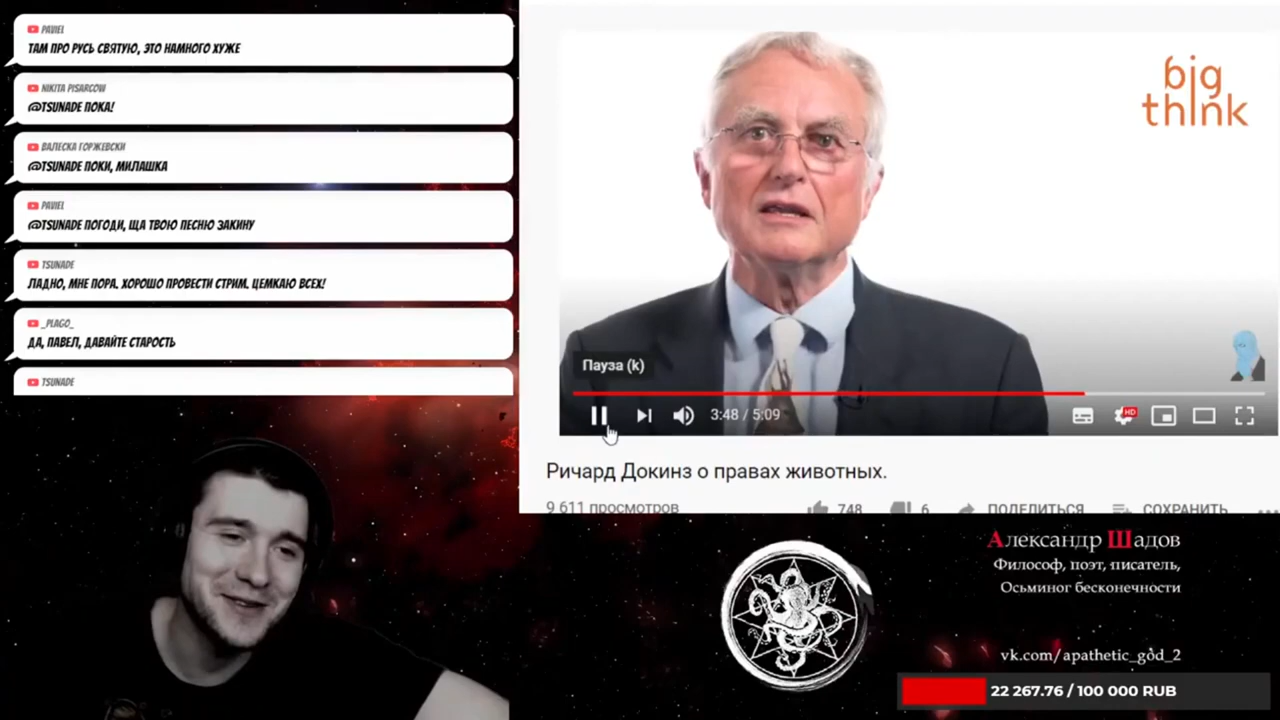 PAVIEL
ТАМ ПРО РУСЬ СВЯТУЮ, ЭТО НАМНОГО ХУЖЕ
NIKITA PISARCOW
@TSUNADE ПОКА!
ВАЛЕСКА ГОРЖЕВСКИ
@TSUNADE ПОКИ, МИЛАШКА
PAVIEL
@TSUNADE ПОГОДИ, ЩА ТВОЮ ПЕСНЮ ЗАКИНУ
TSUNADE
ЛАДНО, МНЕ ПОРА. ХОРОШО ПРОВЕСТИ СТРИМ. ЦЕМКАЮ ВСЕХ!
_PLAGO_
ДА, ПАВЕЛ, ДАВАЙТЕ СТАРОСТЬ
TSUNADE
big
think
Пауза (k)
3:48 / 5:09
HD
Ричард Докинз о правах животных.
9 611 просмотров
748
6
ПОДЕЛИТЬСЯ
СОХРАНИТЬ
Александр Шадов
Философ, поэт, писатель,
Осьминог бесконечности
vk.com/apathetic_god_2
22 267.76 / 100 000 RUB